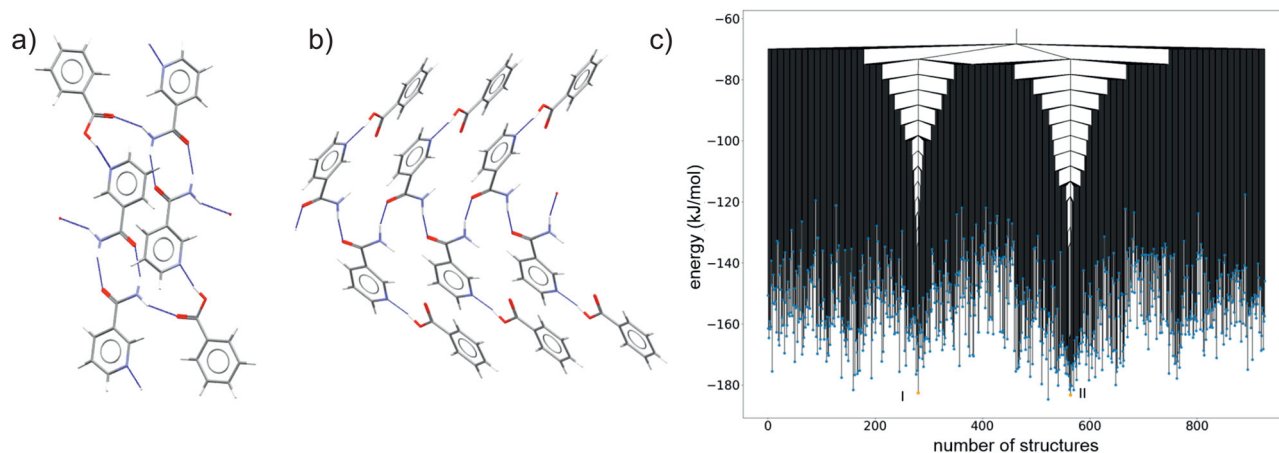 a)
b)
c)
energy (kJ/mol)
−60
−80
−100
−120
−140
−160
−180
I
II
0
200
400
600
800
number of structures